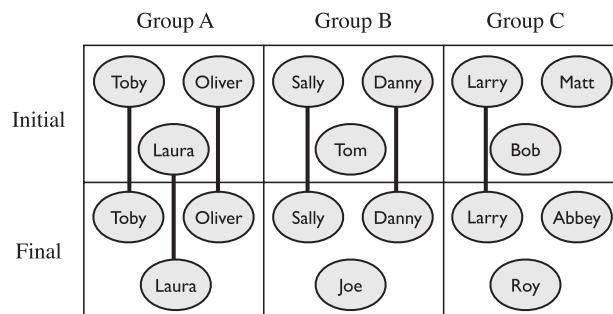 Group A Group B Group C
Initial
Toby Oliver Sally Danny Larry Matt
Laura Tom Bob
Final
Toby Oliver Sally Danny Larry Abbey
Laura Joe Roy